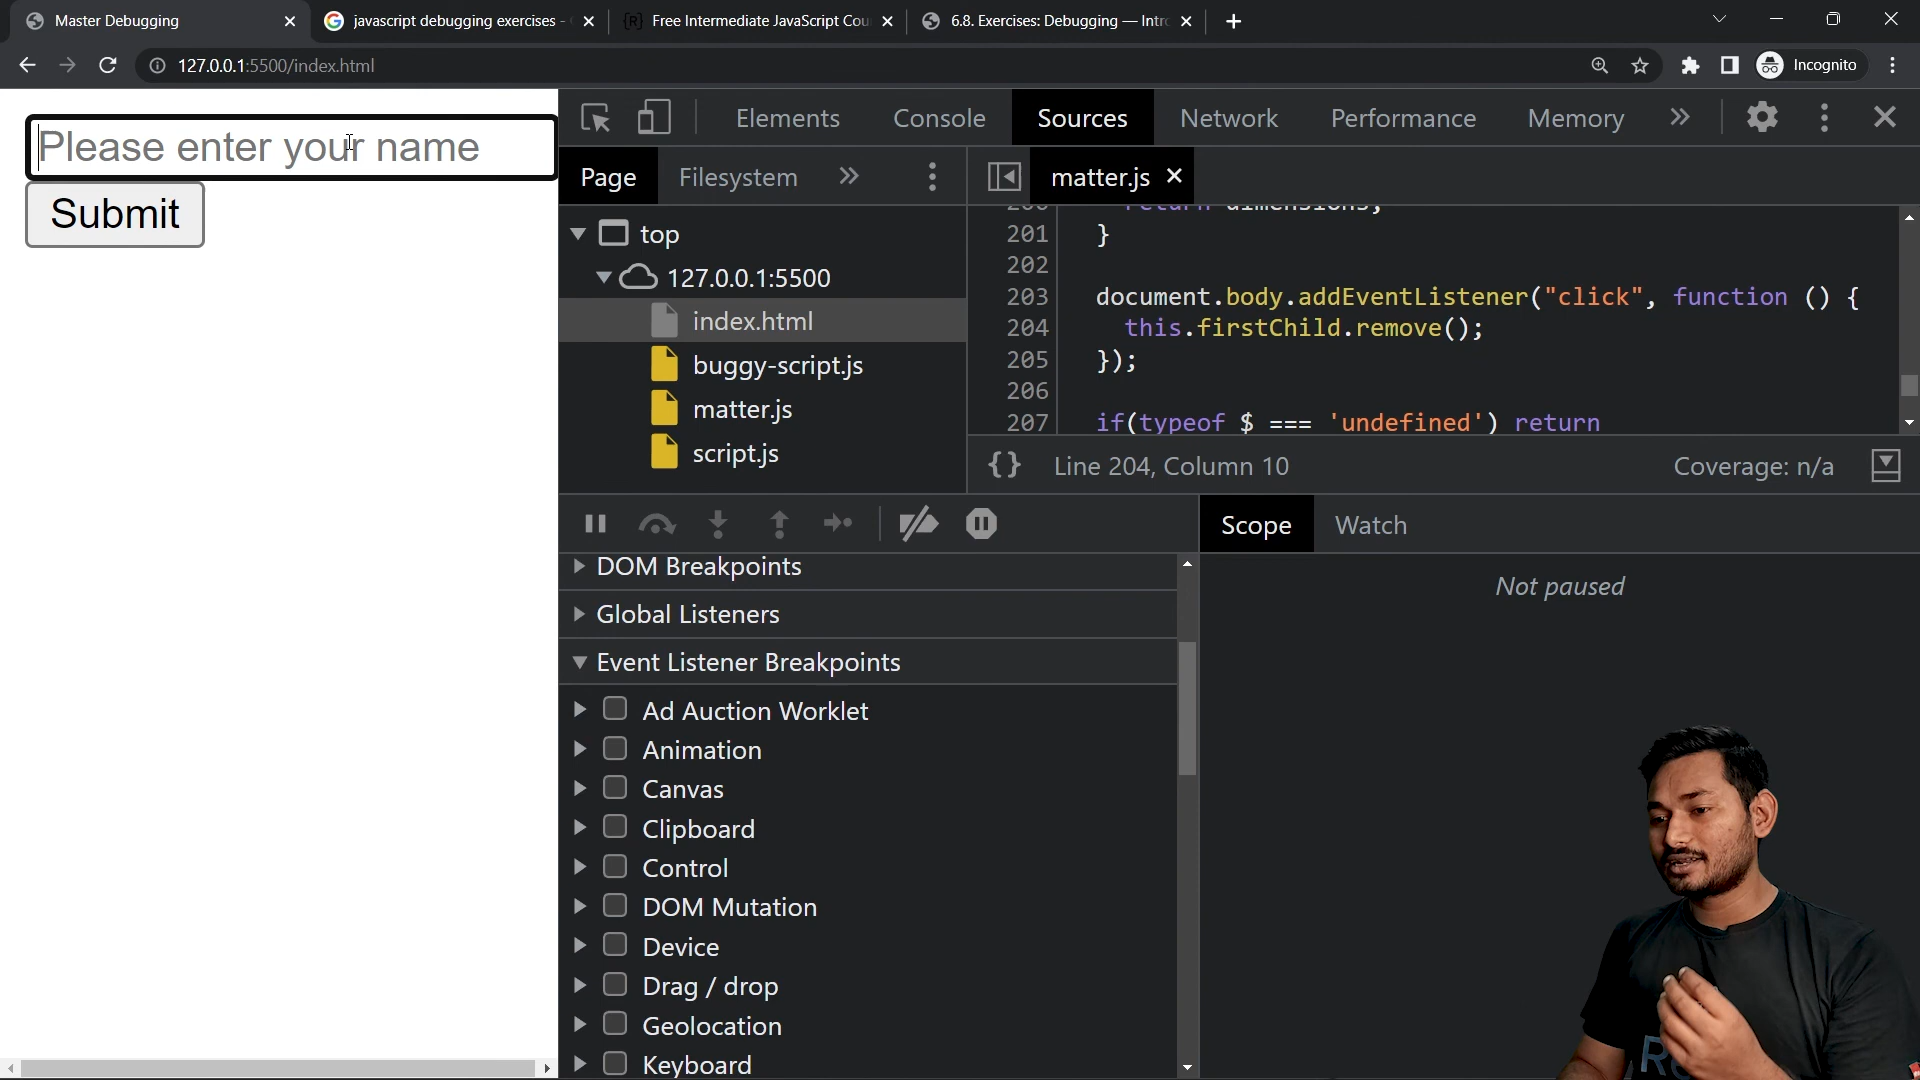 Master Debugging
javascript debugging exercises -
Free Intermediate JavaScript Cou
6.8. Exercises: Debugging — Intro
127.0.0.1:5500/index.html
Incognito
Please enter your name
Submit
Elements Console Sources Network Performance Memory
Page Filesystem
matter.js
top
127.0.0.1:5500
index.html
buggy-script.js
matter.js
script.js
200 return dimensions;
201 }
202
203 document.body.addEventListener("click", function () {
204 this.firstChild.remove();
205 });
206
207 if(typeof $ === 'undefined') return
{} Line 204, Column 10
Coverage: n/a
Scope Watch
Not paused
DOM Breakpoints
Global Listeners
Event Listener Breakpoints
Ad Auction Worklet
Animation
Canvas
Clipboard
Control
DOM Mutation
Device
Drag / drop
Geolocation
Keyboard